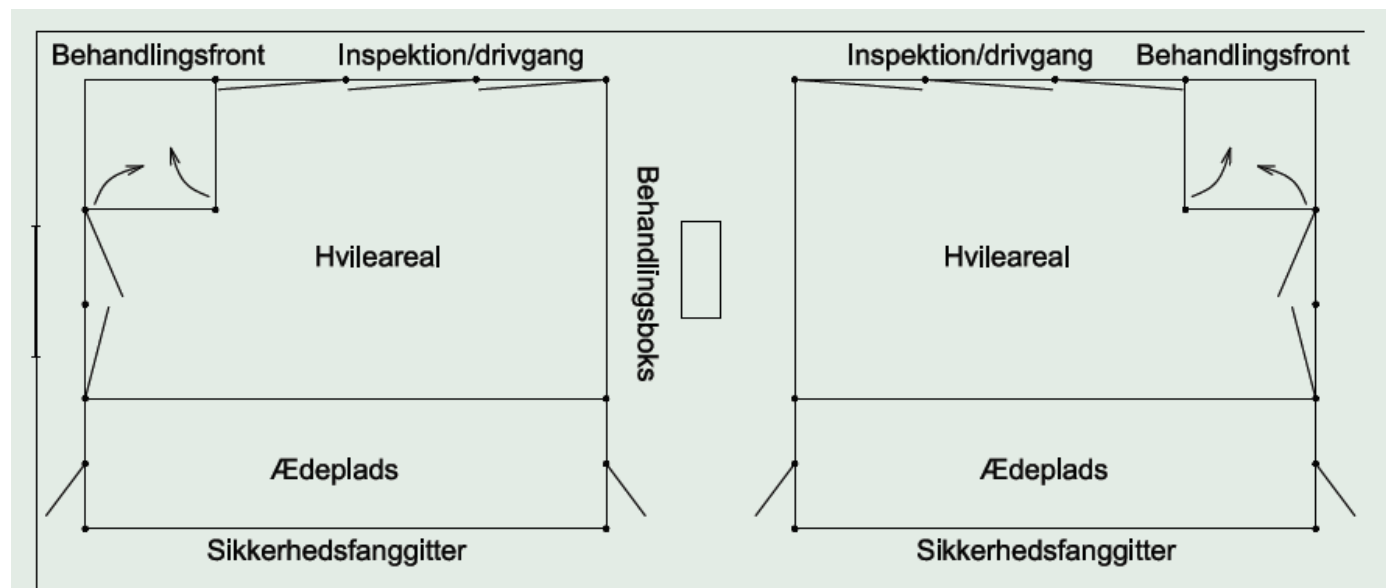 Behandlingsfront
Inspektion/drivgang
Inspektion/drivgang
Behandlingsfront
Hvileareal
Behandlingsboks
Hvileareal
Ædeplads
Ædeplads
Sikkerhedsfanggitter
Sikkerhedsfanggitter